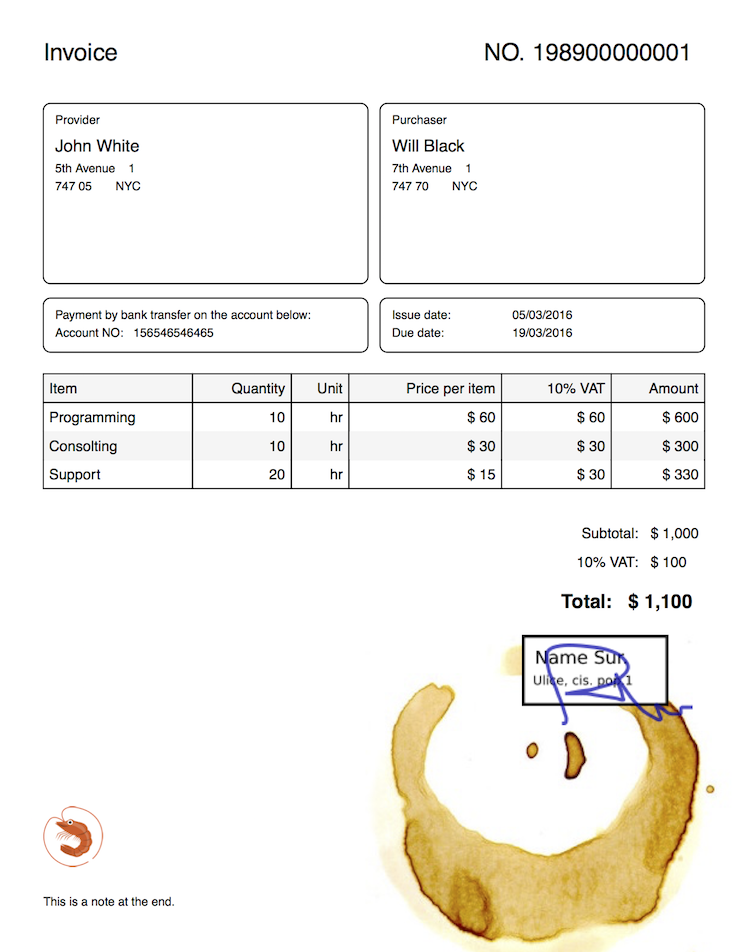 Invoice NO. 198900000001
Provider
John White
5th Avenue 1
747 05 NYC
Purchaser
Will Black
7th Avenue 1
747 70 NYC
Payment by bank transfer on the account below:
Account NO: 156546546465
Issue date: 05/03/2016
Due date: 19/03/2016
Item Quantity Unit Price per item 10% VAT Amount
Programming 10 hr $ 60 $ 60 $ 600
Consolting 10 hr $ 30 $ 30 $ 300
Support 20 hr $ 15 $ 30 $ 330
Subtotal: $ 1,000
10% VAT: $ 100
Total: $ 1,100
Name Sur.
Ulice, cis. pop 1
This is a note at the end.